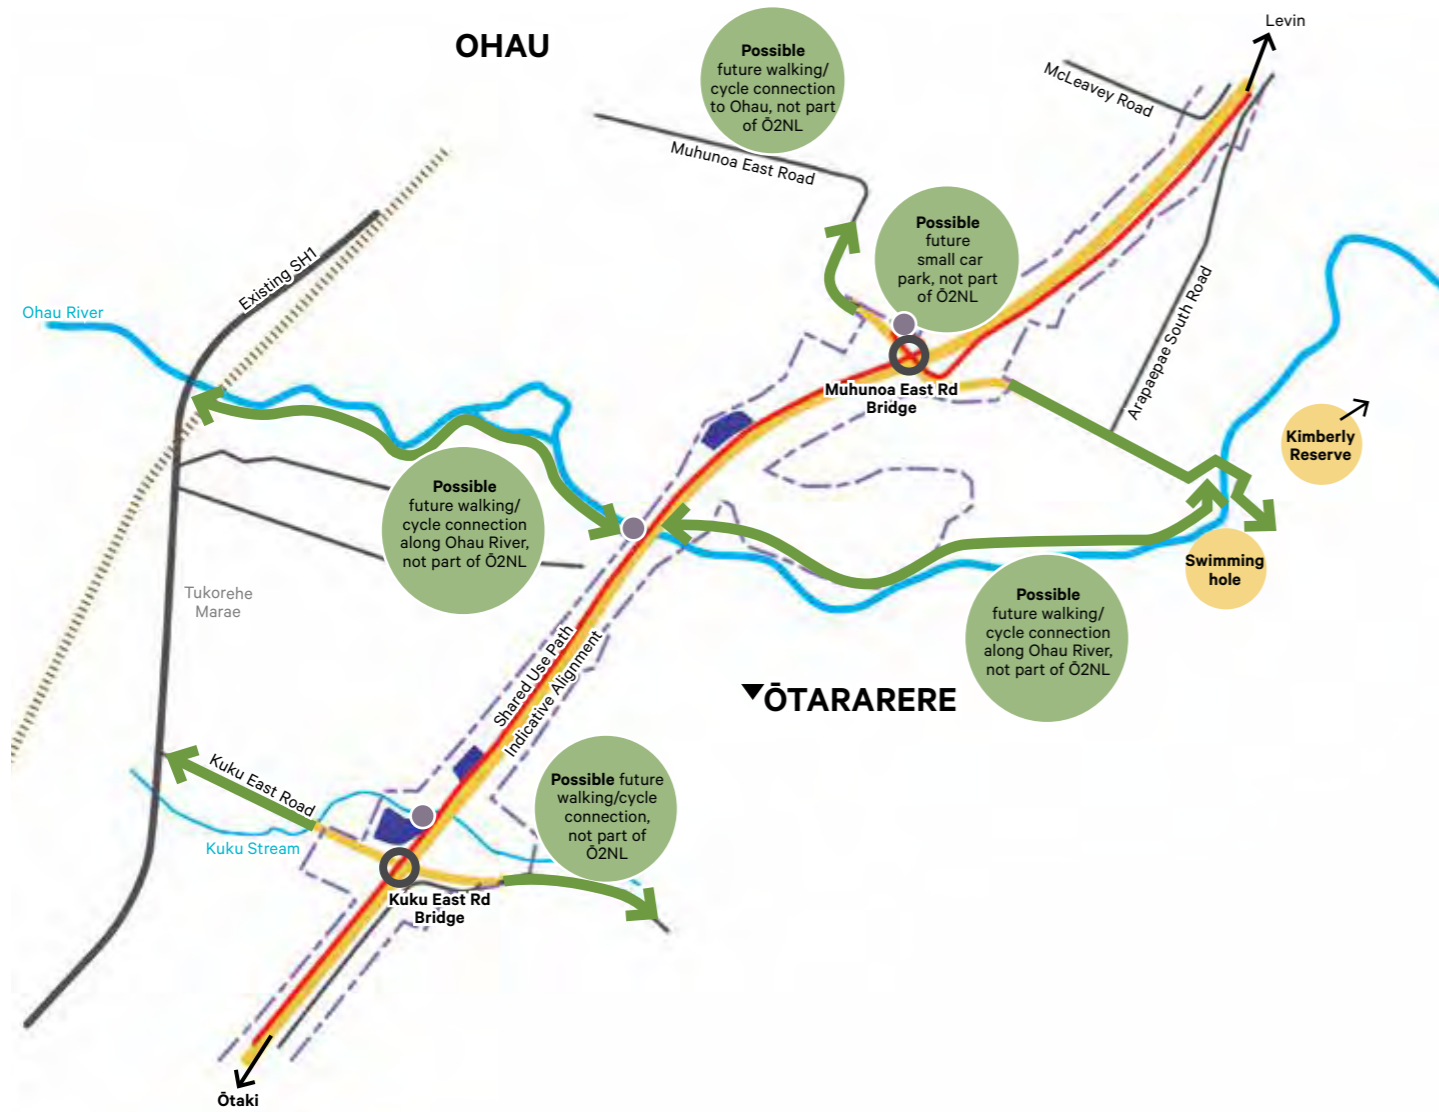 Levin
OHAU
Possible
future walking/
cycle connection
to Ohau, not part
of Ō2NL
McLeavey Road
Muhunoa East Road
Possible
future
small car
park, not part
of Ō2NL
Existing SH1
Ohau River
Arapaepae South Road
Muhunoa East Rd
Bridge
Kimberly
Reserve
Possible
future walking/
cycle connection
along Ohau River,
not part of Ō2NL
Swimming
hole
Tukorehe
Marae
Possible
future walking/
cycle connection
along Ohau River,
not part of Ō2NL
Shared Use Path
Indicative Alignment
ŌTARARERE
Kuku East Road
Possible future
walking/cycle
connection,
not part of
Ō2NL
Kuku Stream
Kuku East Rd
Bridge
Ōtaki